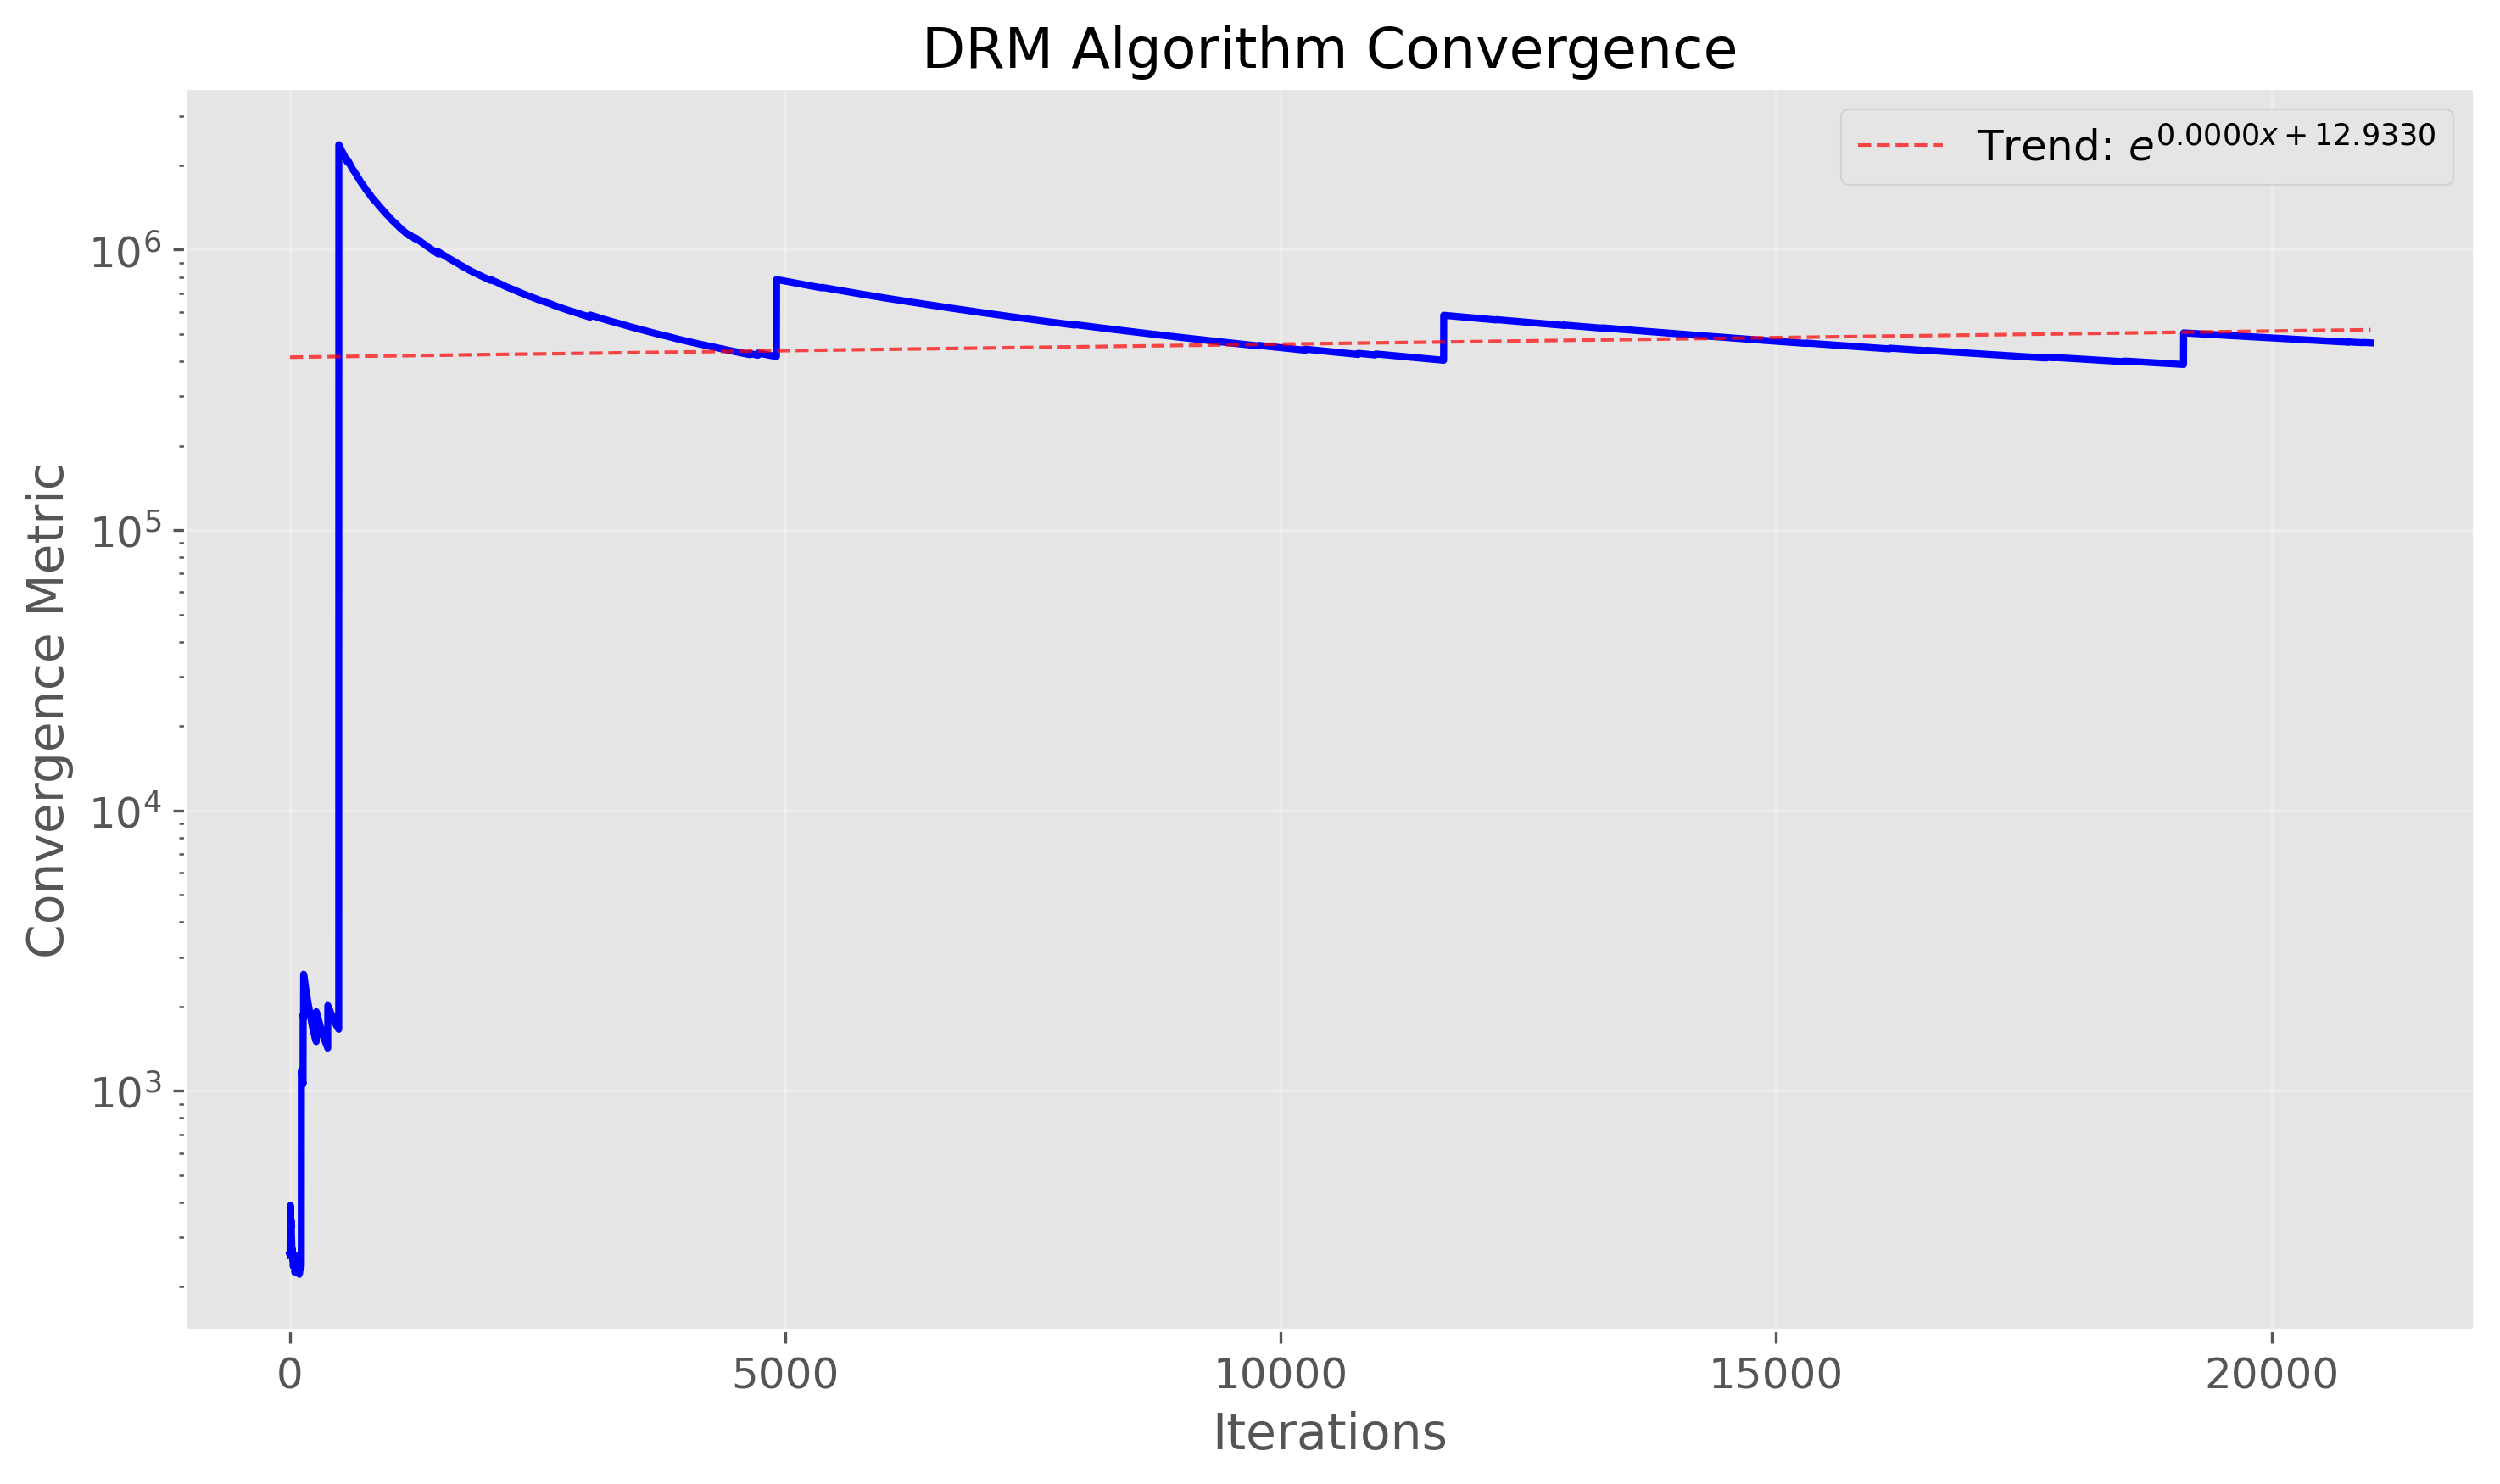 DRM Algorithm Convergence
Trend: e^0.0000x + 12.9330
Convergence Metric
10^6
10^5
10^4
10^3
0 5000 10000 15000 20000
Iterations